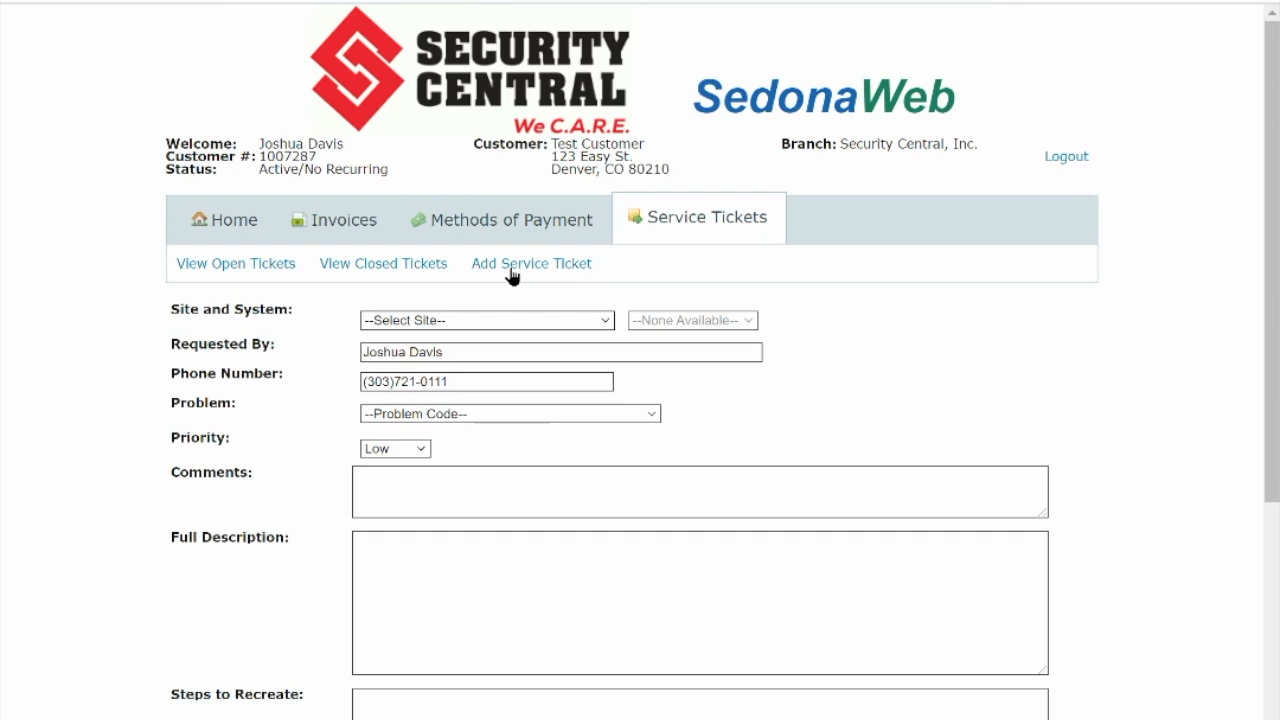 SECURITY
CENTRAL
We C.A.R.E.
SedonaWeb
Welcome: Joshua Davis
Customer #: 1007287
Status: Active/No Recurring
Customer: Test Customer
123 Easy St.
Denver, CO 80210
Branch: Security Central, Inc.
Logout
Home Invoices Methods of Payment Service Tickets
View Open Tickets View Closed Tickets Add Service Ticket
Site and System: --Select Site-- --None Available--
Requested By: Joshua Davis
Phone Number: (303)721-0111
Problem: --Problem Code--
Priority: Low
Comments:
Full Description:
Steps to Recreate: